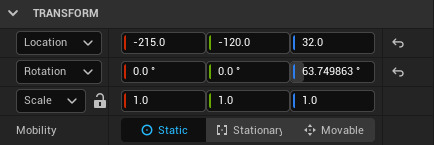 TRANSFORM
Location -215.0 -120.0 32.0
Rotation 0.0 ° 0.0 ° 63.749863 °
Scale 1.0 1.0 1.0
Mobility Static Stationary Movable